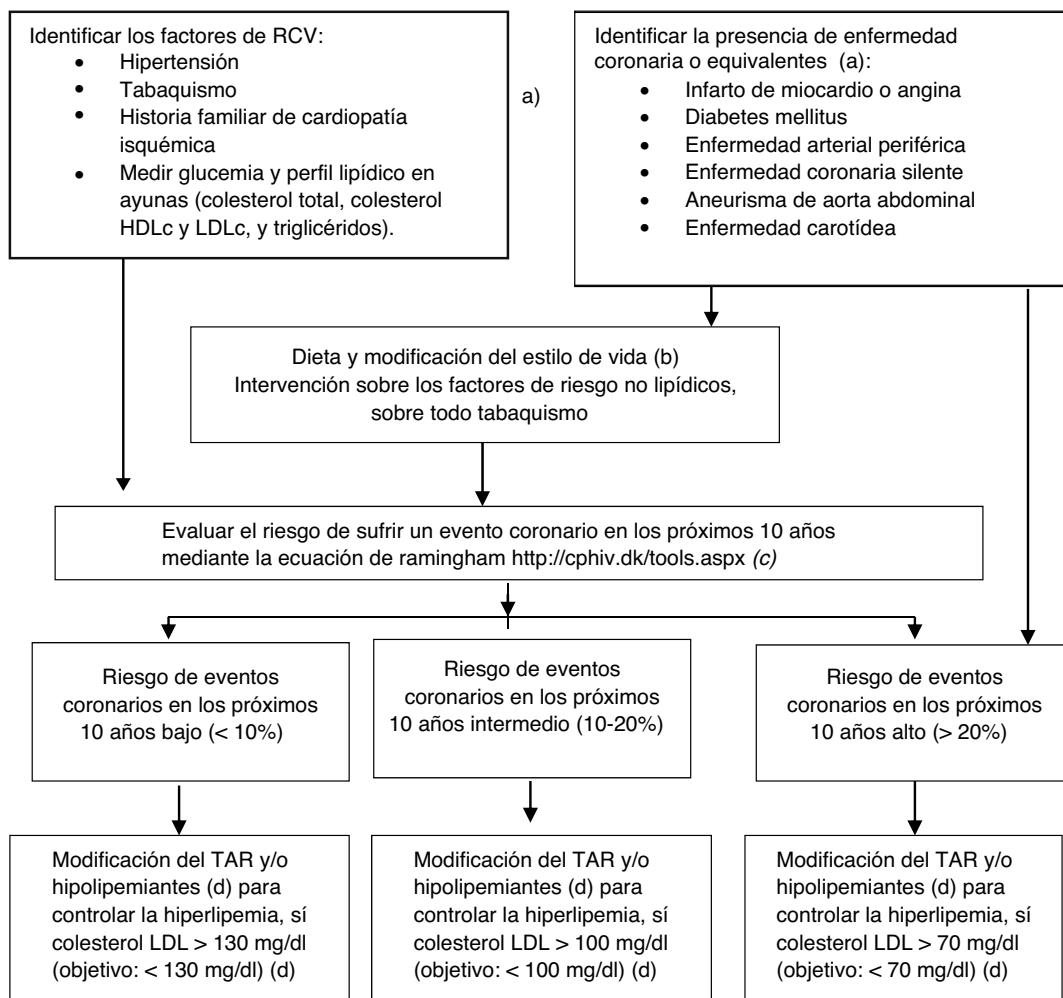 Identificar los factores de RCV:
• Hipertensión
• Tabaquismo
• Historia familiar de cardiopatía
isquémica
• Medir glucemia y perfil lipídico en
ayunas (colesterol total, colesterol
HDLc y LDLc, y triglicéridos).
a)
Identificar la presencia de enfermedad
coronaria o equivalentes (a):
• Infarto de miocardio o angina
• Diabetes mellitus
• Enfermedad arterial periférica
• Enfermedad coronaria silente
• Aneurisma de aorta abdominal
• Enfermedad carotídea
Dieta y modificación del estilo de vida (b)
Intervención sobre los factores de riesgo no lipídicos,
sobre todo tabaquismo
Evaluar el riesgo de sufrir un evento coronario en los próximos 10 años
mediante la ecuación de ramingham http://cphiv.dk/tools.aspx (c)
Riesgo de eventos
coronarios en los próximos
10 años bajo (< 10%)
Riesgo de eventos
coronarios en los próximos
10 años intermedio (10-20%)
Riesgo de eventos
coronarios en los próximos
10 años alto (> 20%)
Modificación del TAR y/o
hipolipemiantes (d) para
controlar la hiperlipemia, sí
colesterol LDL > 130 mg/dl
(objetivo: < 130 mg/dl) (d)
Modificación del TAR y/o
hipolipemiantes (d) para
controlar la hiperlipemia, sí
colesterol LDL > 100 mg/dl
(objetivo: < 100 mg/dl) (d)
Modificación del TAR y/o
hipolipemiantes (d) para
controlar la hiperlipemia, sí
colesterol LDL > 70 mg/dl
(objetivo: < 70 mg/dl) (d)